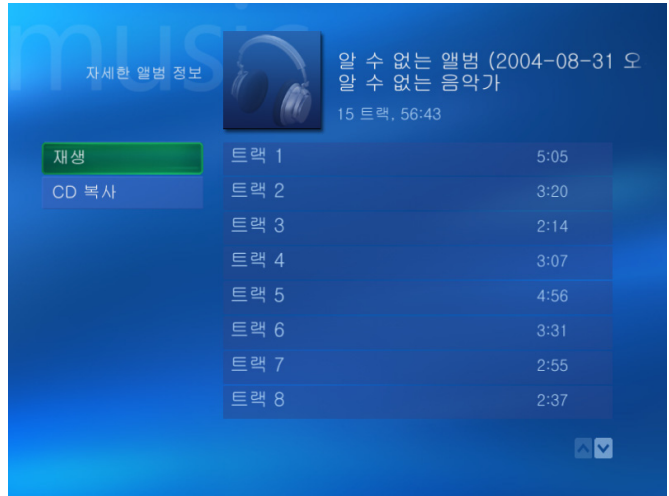 music
자세한 앨범 정보
알 수 없는 앨범 (2004-08-31 오
알 수 없는 음악가
15 트랙, 56:43
재생
CD 복사
트랙 1 5:05
트랙 2 3:20
트랙 3 2:14
트랙 4 3:07
트랙 5 4:56
트랙 6 3:31
트랙 7 2:55
트랙 8 2:37